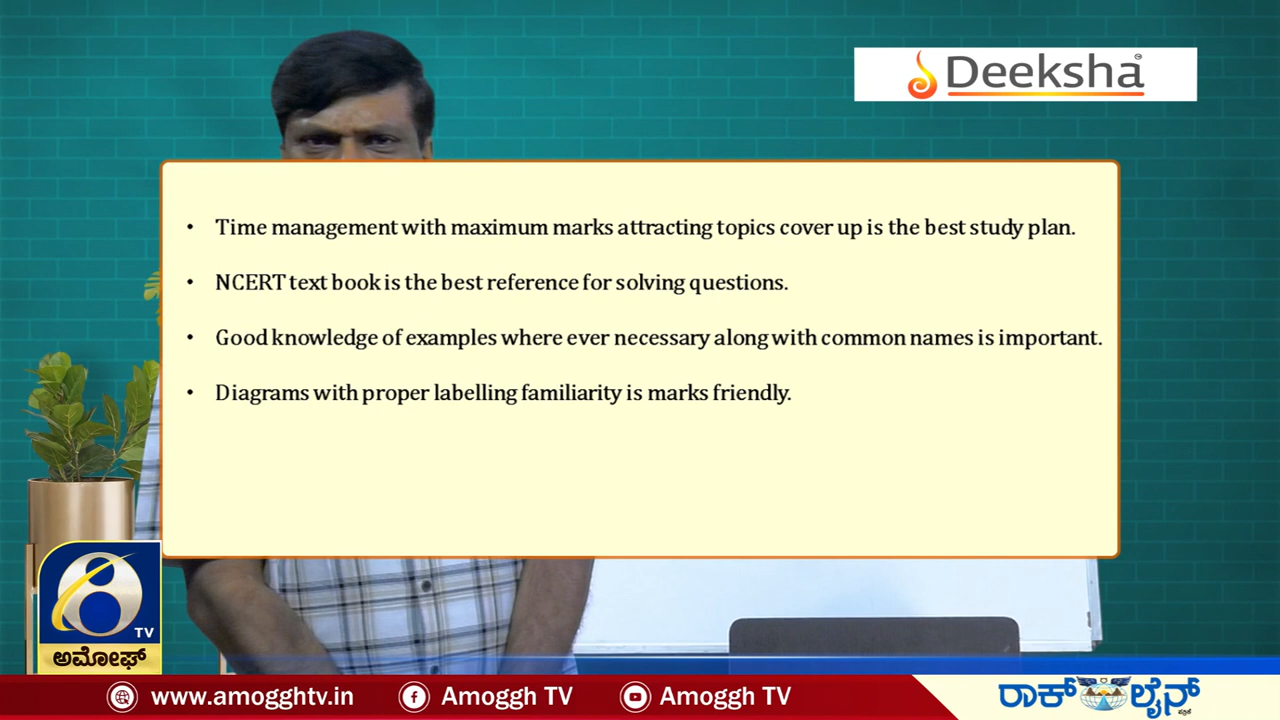 Deeksha
• Time management with maximum marks attracting topics cover up is the best study plan.
• NCERT text book is the best reference for solving questions.
• Good knowledge of examples where ever necessary along with common names is important.
• Diagrams with proper labelling familiarity is marks friendly.
TV
ಅಮೋಘ್
www.amogghtv.in
Amoggh TV
Amoggh TV
ರಾಕ್ ಲೈನ್